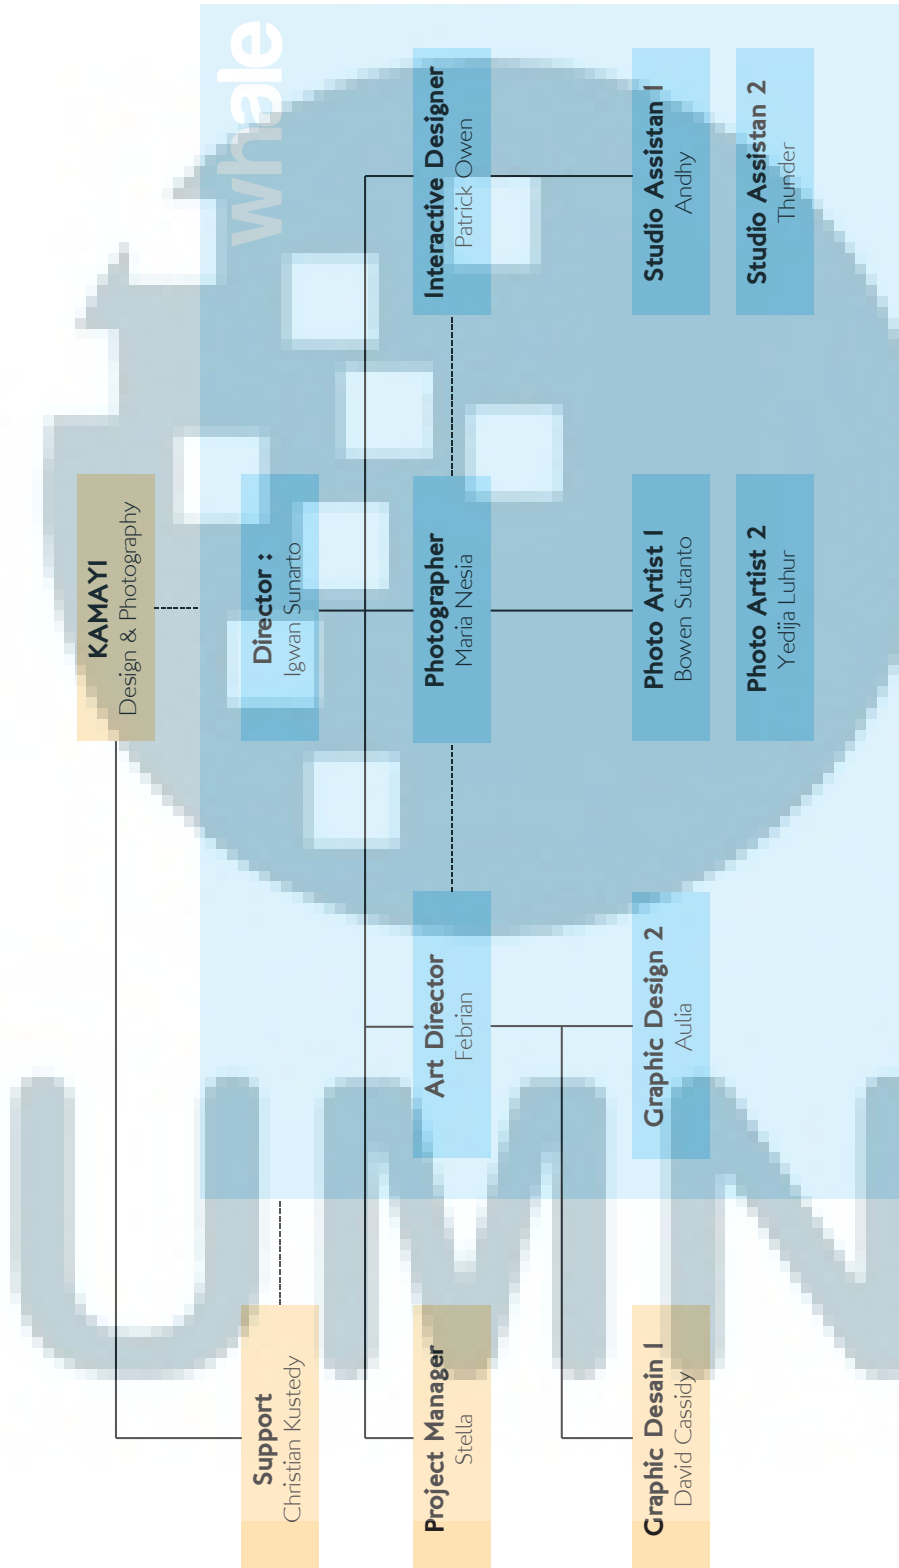 whale
KAMAYI
Design & Photography
Support
Christian Kustedy
Director :
Igwan Sunarto
Project Manager
Stella
Art Director
Febrian
Photographer
Maria Nesia
Interactive Designer
Patrick Owen
Graphic Desain 1
David Cassidy
Graphic Design 2
Aulia
Photo Artist 1
Bowen Sutanto
Studio Assistan 1
Andhy
Photo Artist 2
Yedija Luhur
Studio Assistan 2
Thunder
UMN